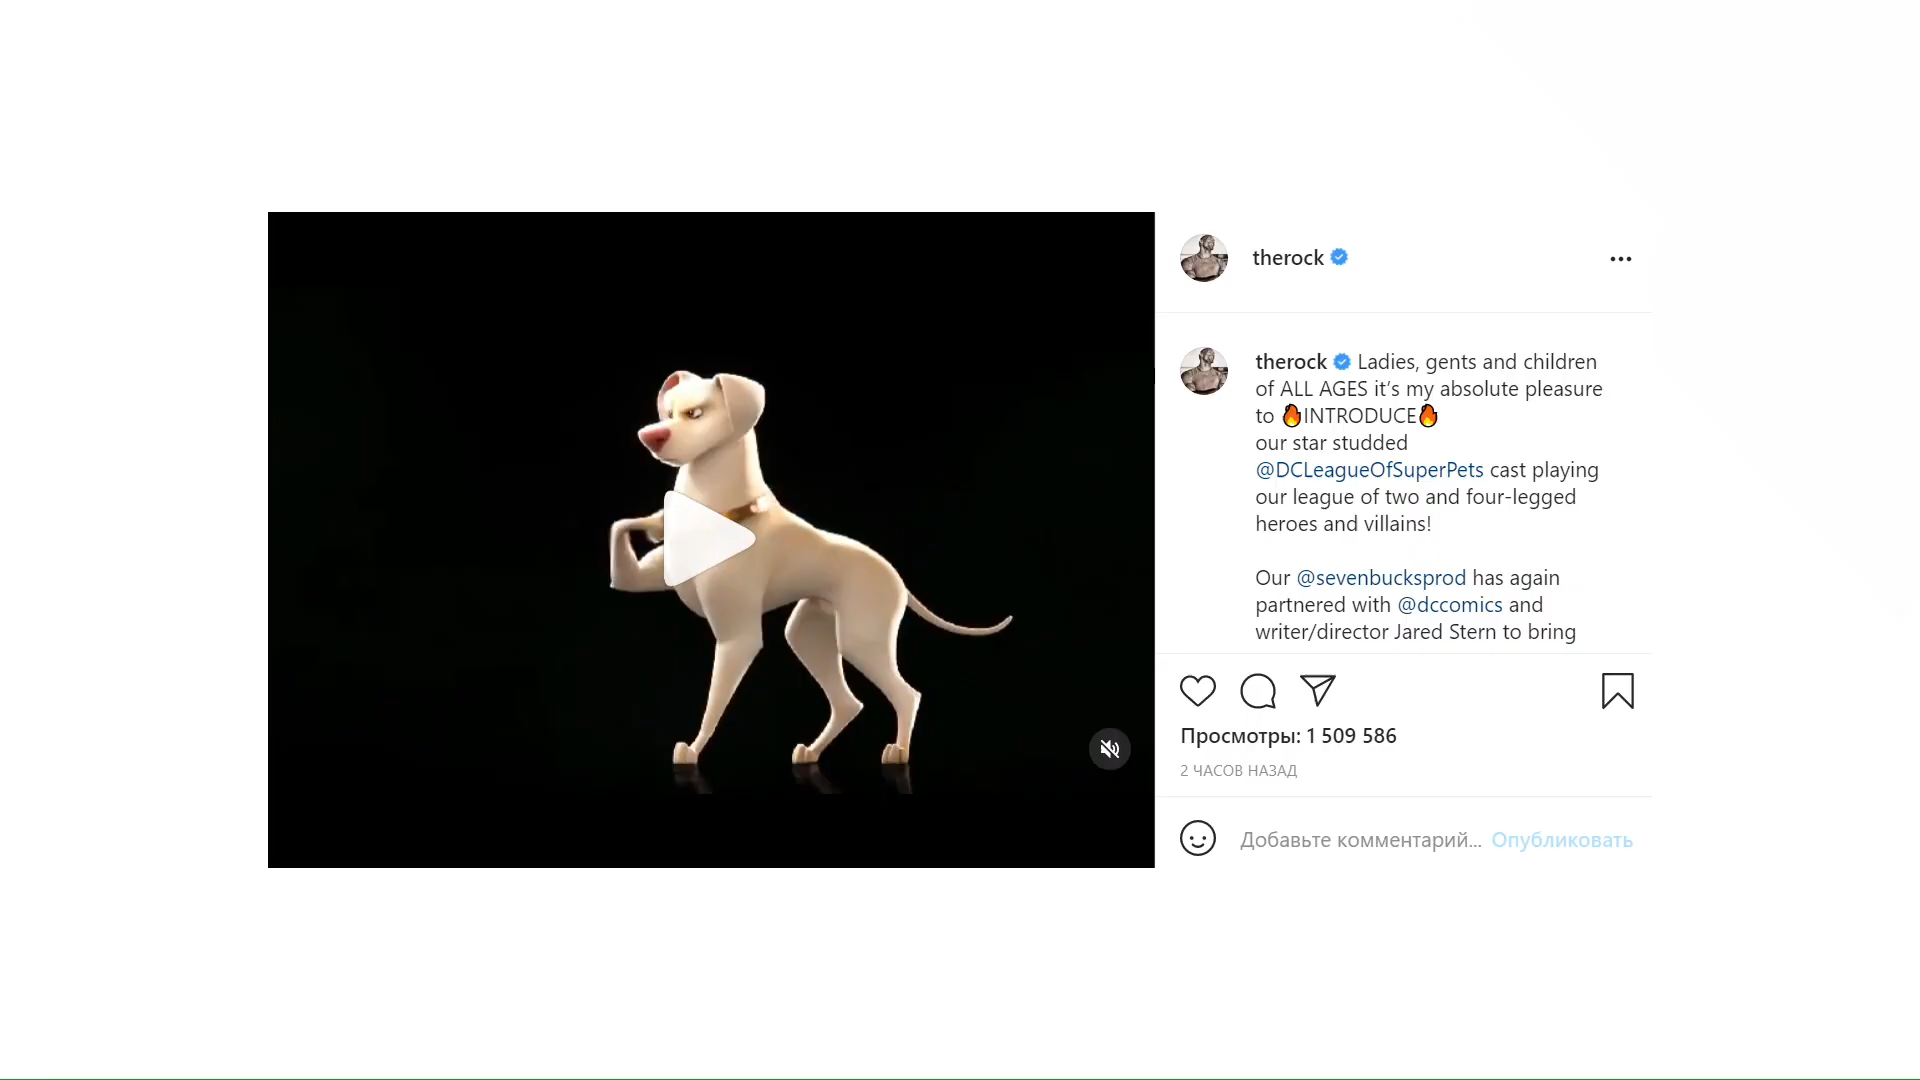 therock
therock Ladies, gents and children
of ALL AGES it’s my absolute pleasure
to 🔥INTRODUCE🔥
our star studded
@DCLeagueOfSuperPets cast playing
our league of two and four-legged
heroes and villains!
Our @sevenbucksprod has again
partnered with @dccomics and
writer/director Jared Stern to bring
Просмотры: 1 509 586
2 ЧАСОВ НАЗАД
Добавьте комментарий... Опубликовать